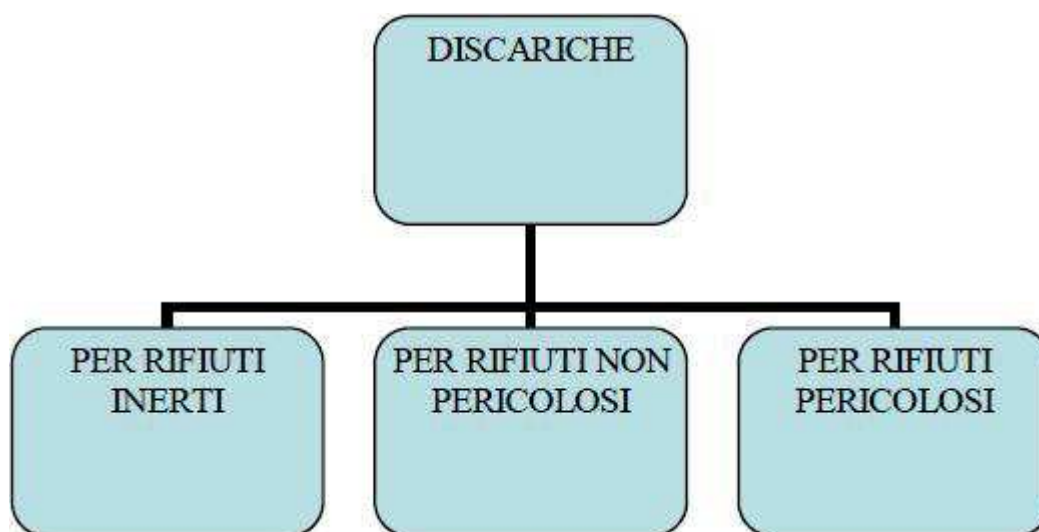 DISCARICHE
PER RIFIUTI
INERTI
PER RIFIUTI NON
PERICOLOSI
PER RIFIUTI
PERICOLOSI